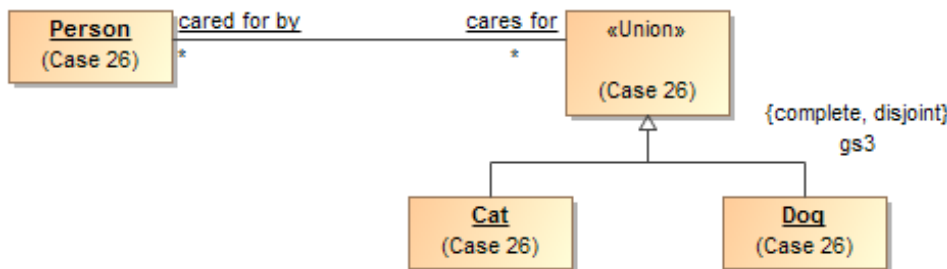 Person
(Case 26)
cared for by
*
cares for
*
«Union»
(Case 26)
{complete, disjoint}
gs3
Cat
(Case 26)
Dog
(Case 26)